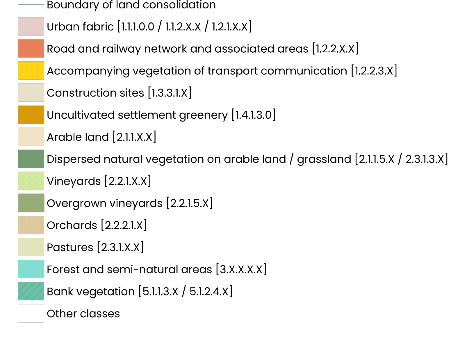 Boundary of land consolidation
Urban fabric [1.1.1.0.0 / 1.1.2.X.X / 1.2.1.X.X]
Road and railway network and associated areas [1.2.2.X.X]
Accompanying vegetation of transport communication [1.2.2.3.X]
Construction sites [1.3.3.1.X]
Uncultivated settlement greenery [1.4.1.3.0]
Arable land [2.1.1.X.X]
Dispersed natural vegetation on arable land / grassland [2.1.1.5.X / 2.3.1.3.X]
Vineyards [2.2.1.X.X]
Overgrown vineyards [2.2.1.5.X]
Orchards [2.2.2.1.X]
Pastures [2.3.1.X.X]
Forest and semi-natural areas [3.X.X.X.X]
Bank vegetation [5.1.1.3.X / 5.1.2.4.X]
Other classes